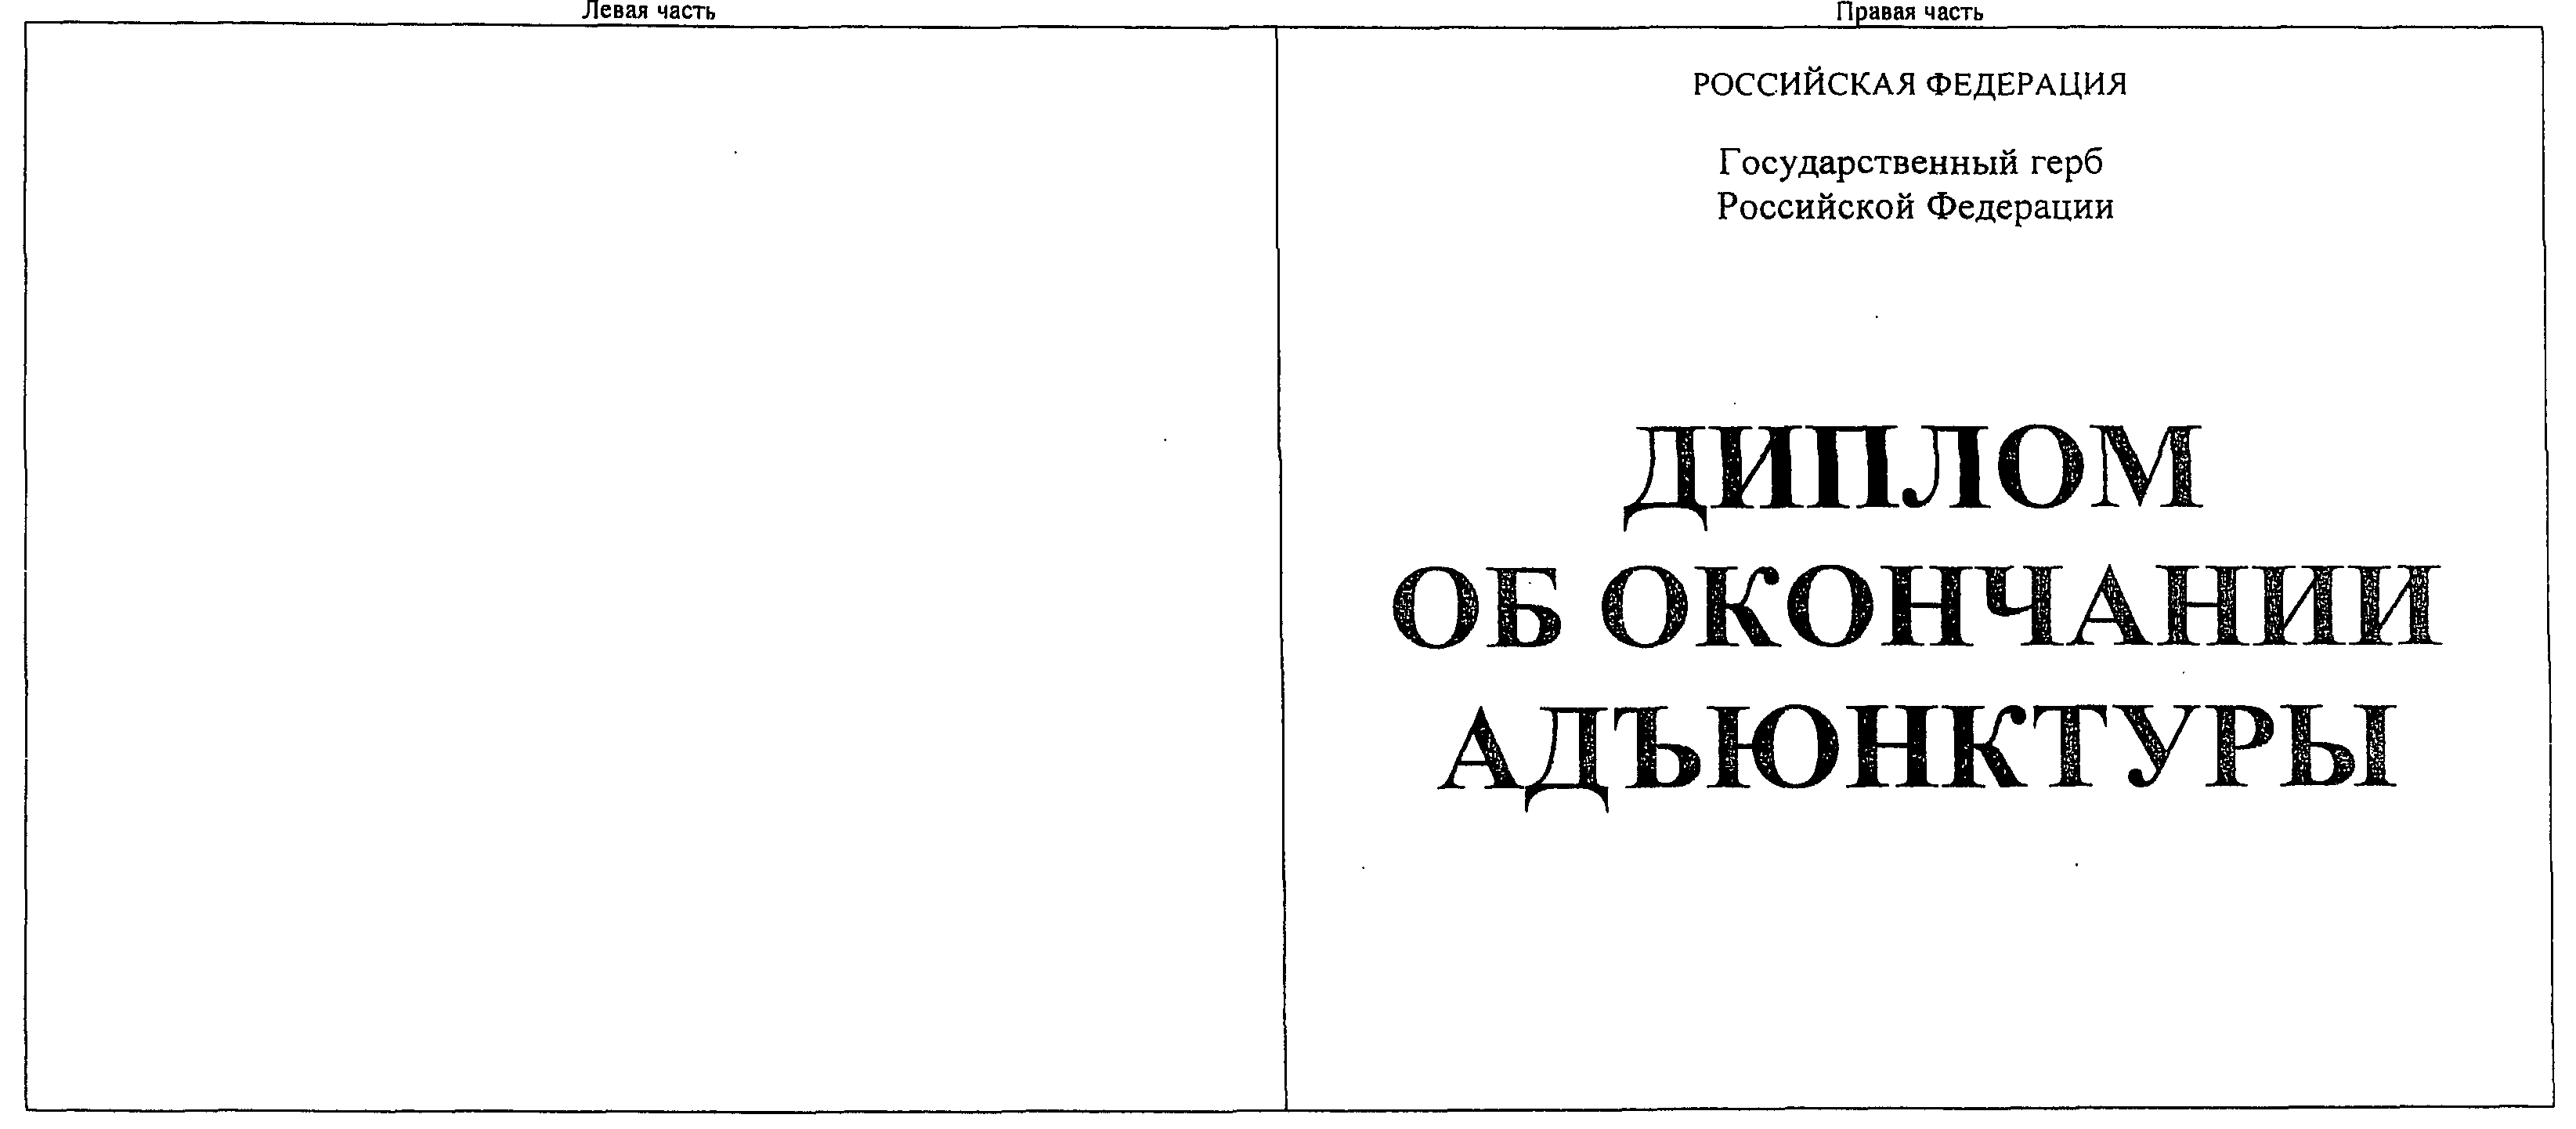 Левая часть
Правая часть
РОССИЙСКАЯ ФЕДЕРАЦИЯ
Государственный герб
Российской Федерации
ДИПЛОМ
ОБ ОКОНЧАНИИ
АДЪЮНКТУРЫ